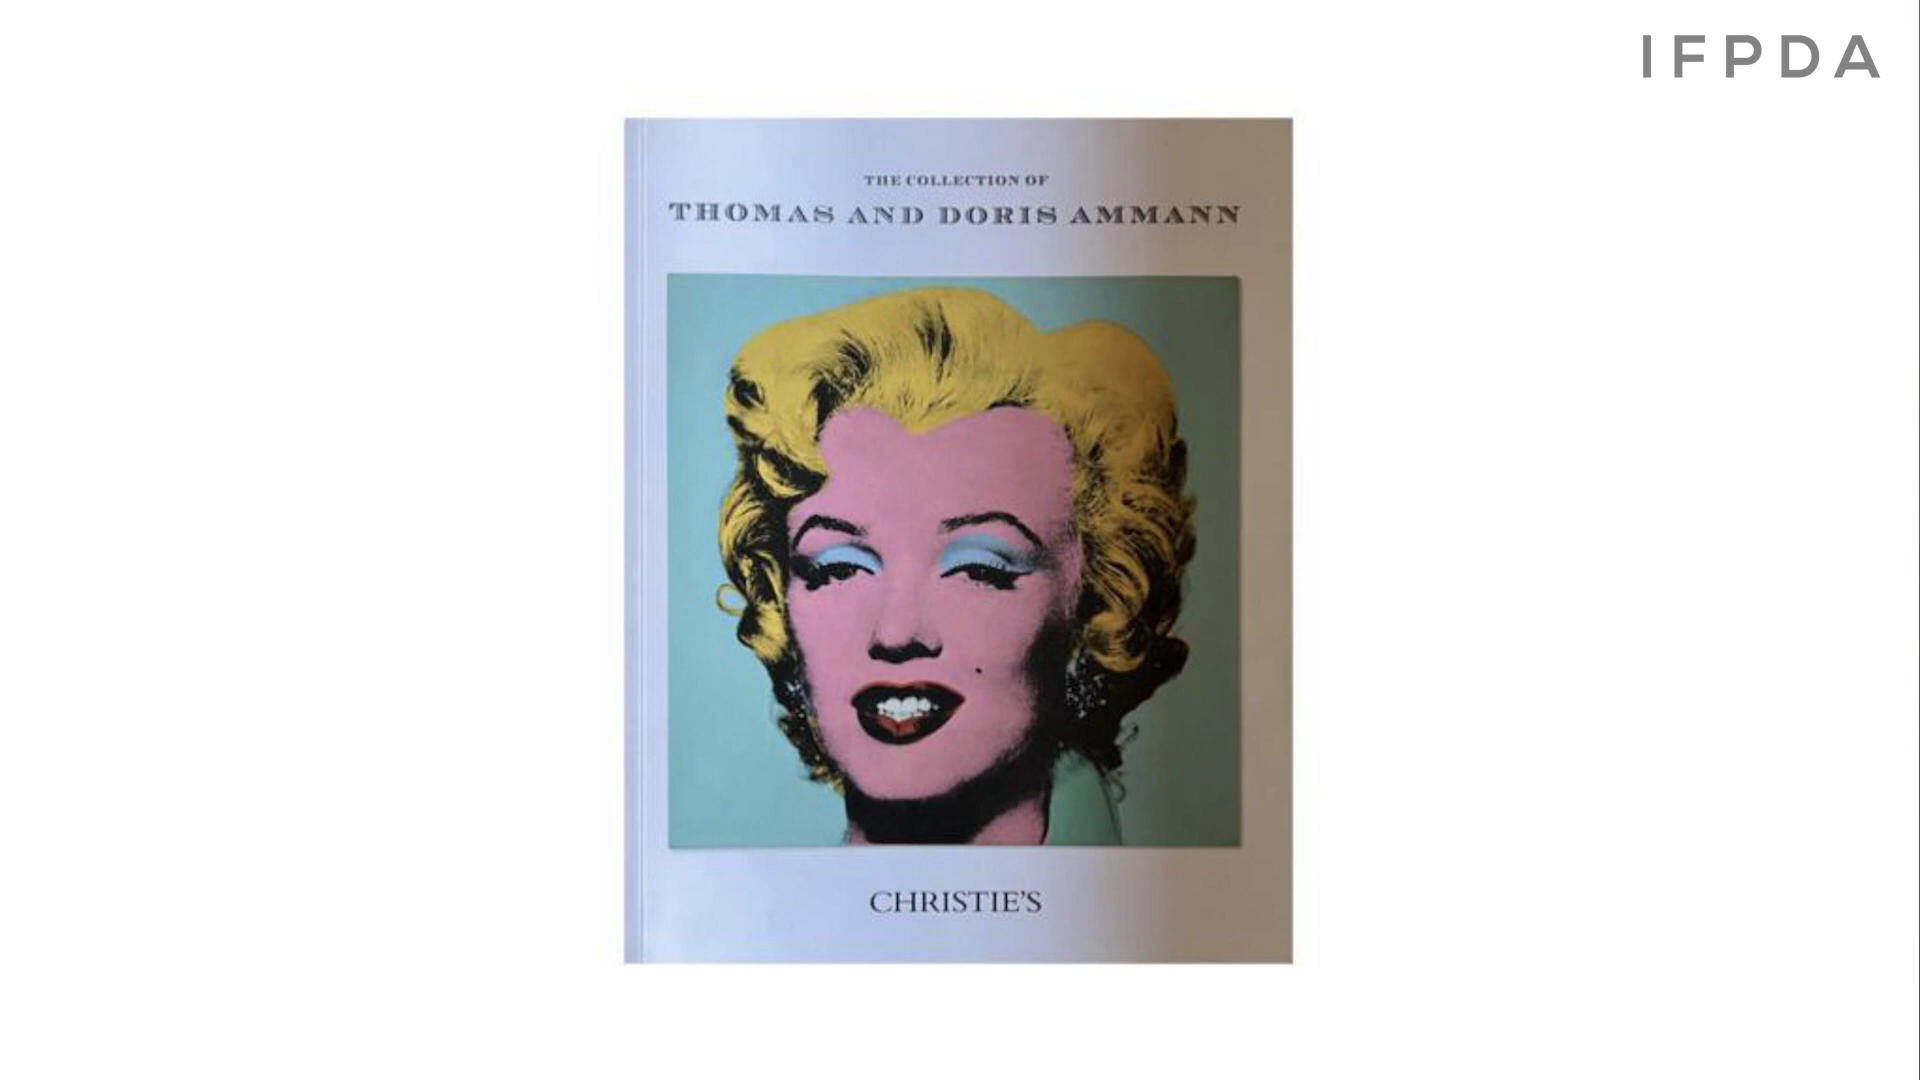 IFPDA
THE COLLECTION OF
THOMAS AND DORIS AMMANN
CHRISTIE'S